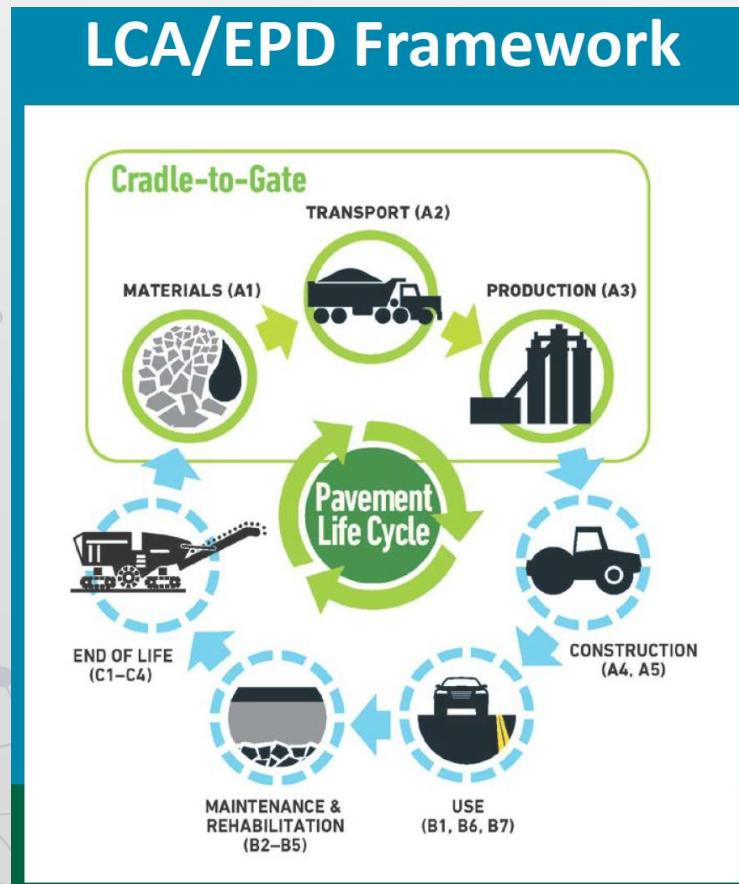 LCA/EPD Framework
Cradle-to-Gate
TRANSPORT (A2)
MATERIALS (A1)
PRODUCTION (A3)
Pavement
Life Cycle
CONSTRUCTION
(A4, A5)
END OF LIFE
(C1–C4)
MAINTENANCE &
REHABILITATION
(B2–B5)
USE
(B1, B6, B7)